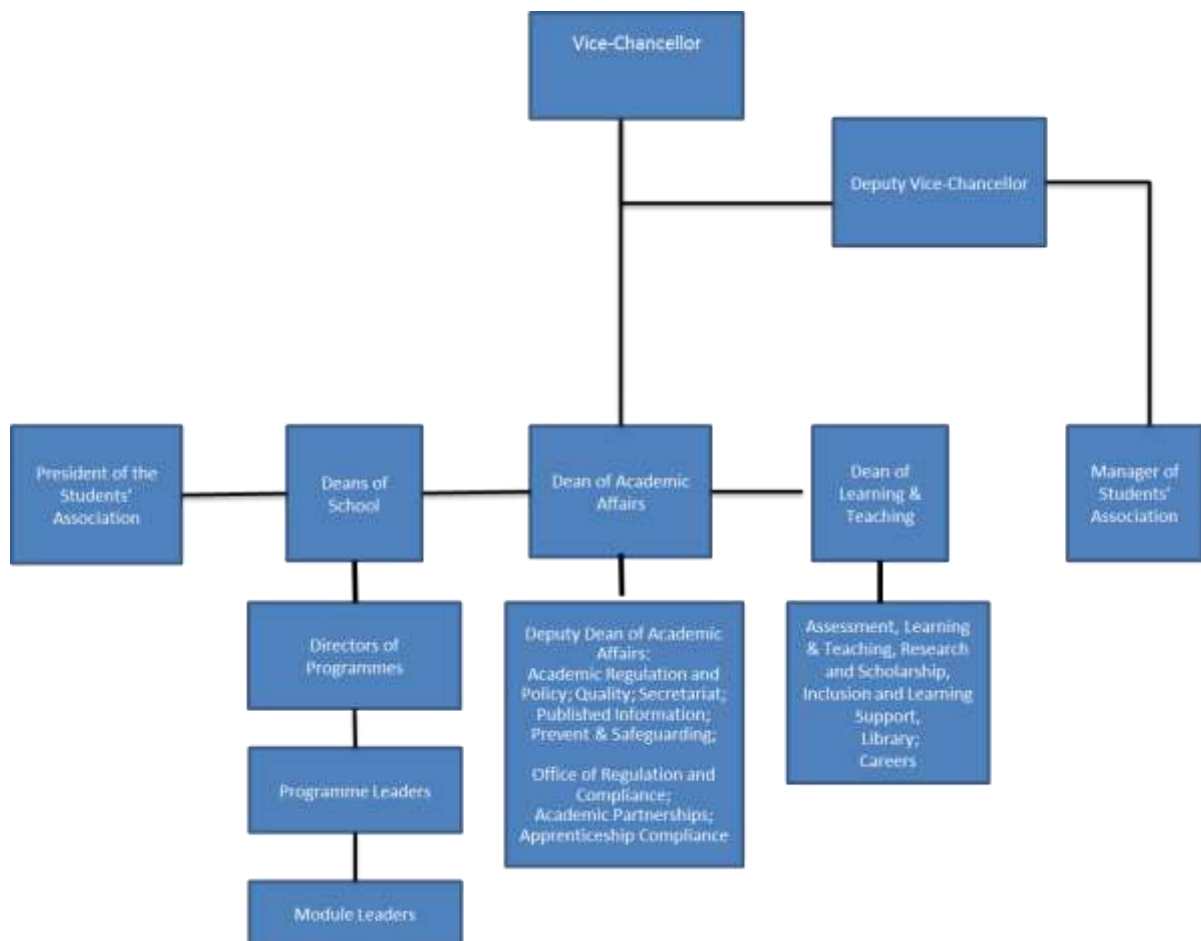 Vice-Chancellor
Deputy Vice-Chancellor
President of the
Students'
Association
Deans of
School
Dean of Academic
Affairs
Dean of
Learning &
Teaching
Manager of
Students'
Association
Directors of
Programmes
Programme Leaders
Module Leaders
Deputy Dean of Academic
Affairs:
Academic Regulation and
Policy; Quality; Secretariat;
Published Information;
Prevent & Safeguarding;
Office of Regulation and
Compliance;
Academic Partnerships;
Apprenticeship Compliance
Assessment, Learning
& Teaching, Research
and Scholarship,
Inclusion and Learning
Support,
Library;
Careers